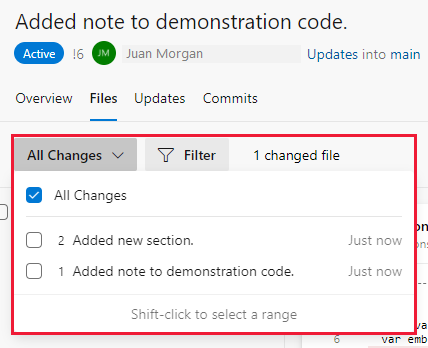 Added note to demonstration code.
Active !6 JM Juan Morgan Updates into main
Overview Files Updates Commits
All Changes Filter 1 changed file
All Changes
2 Added new section. Just now
1 Added note to demonstration code. Just now
Shift-click to select a range
6 var emb